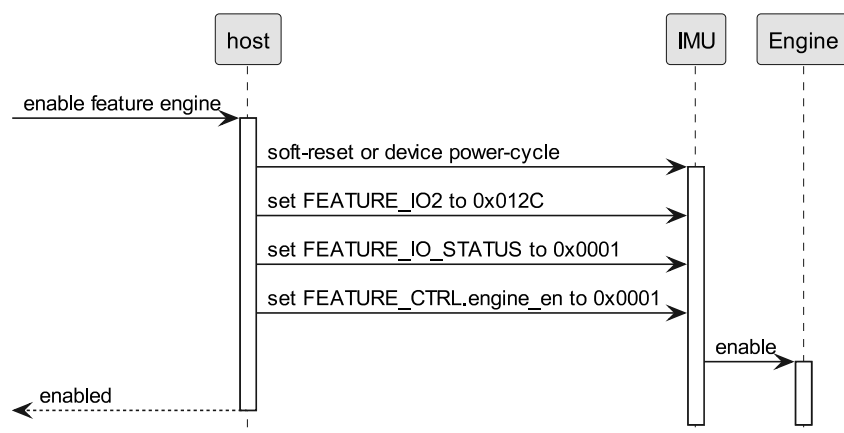 host
IMU
Engine
enable feature engine
soft-reset or device power-cycle
set FEATURE_IO2 to 0x012C
set FEATURE_IO_STATUS to 0x0001
set FEATURE_CTRL.engine_en to 0x0001
enable
enabled